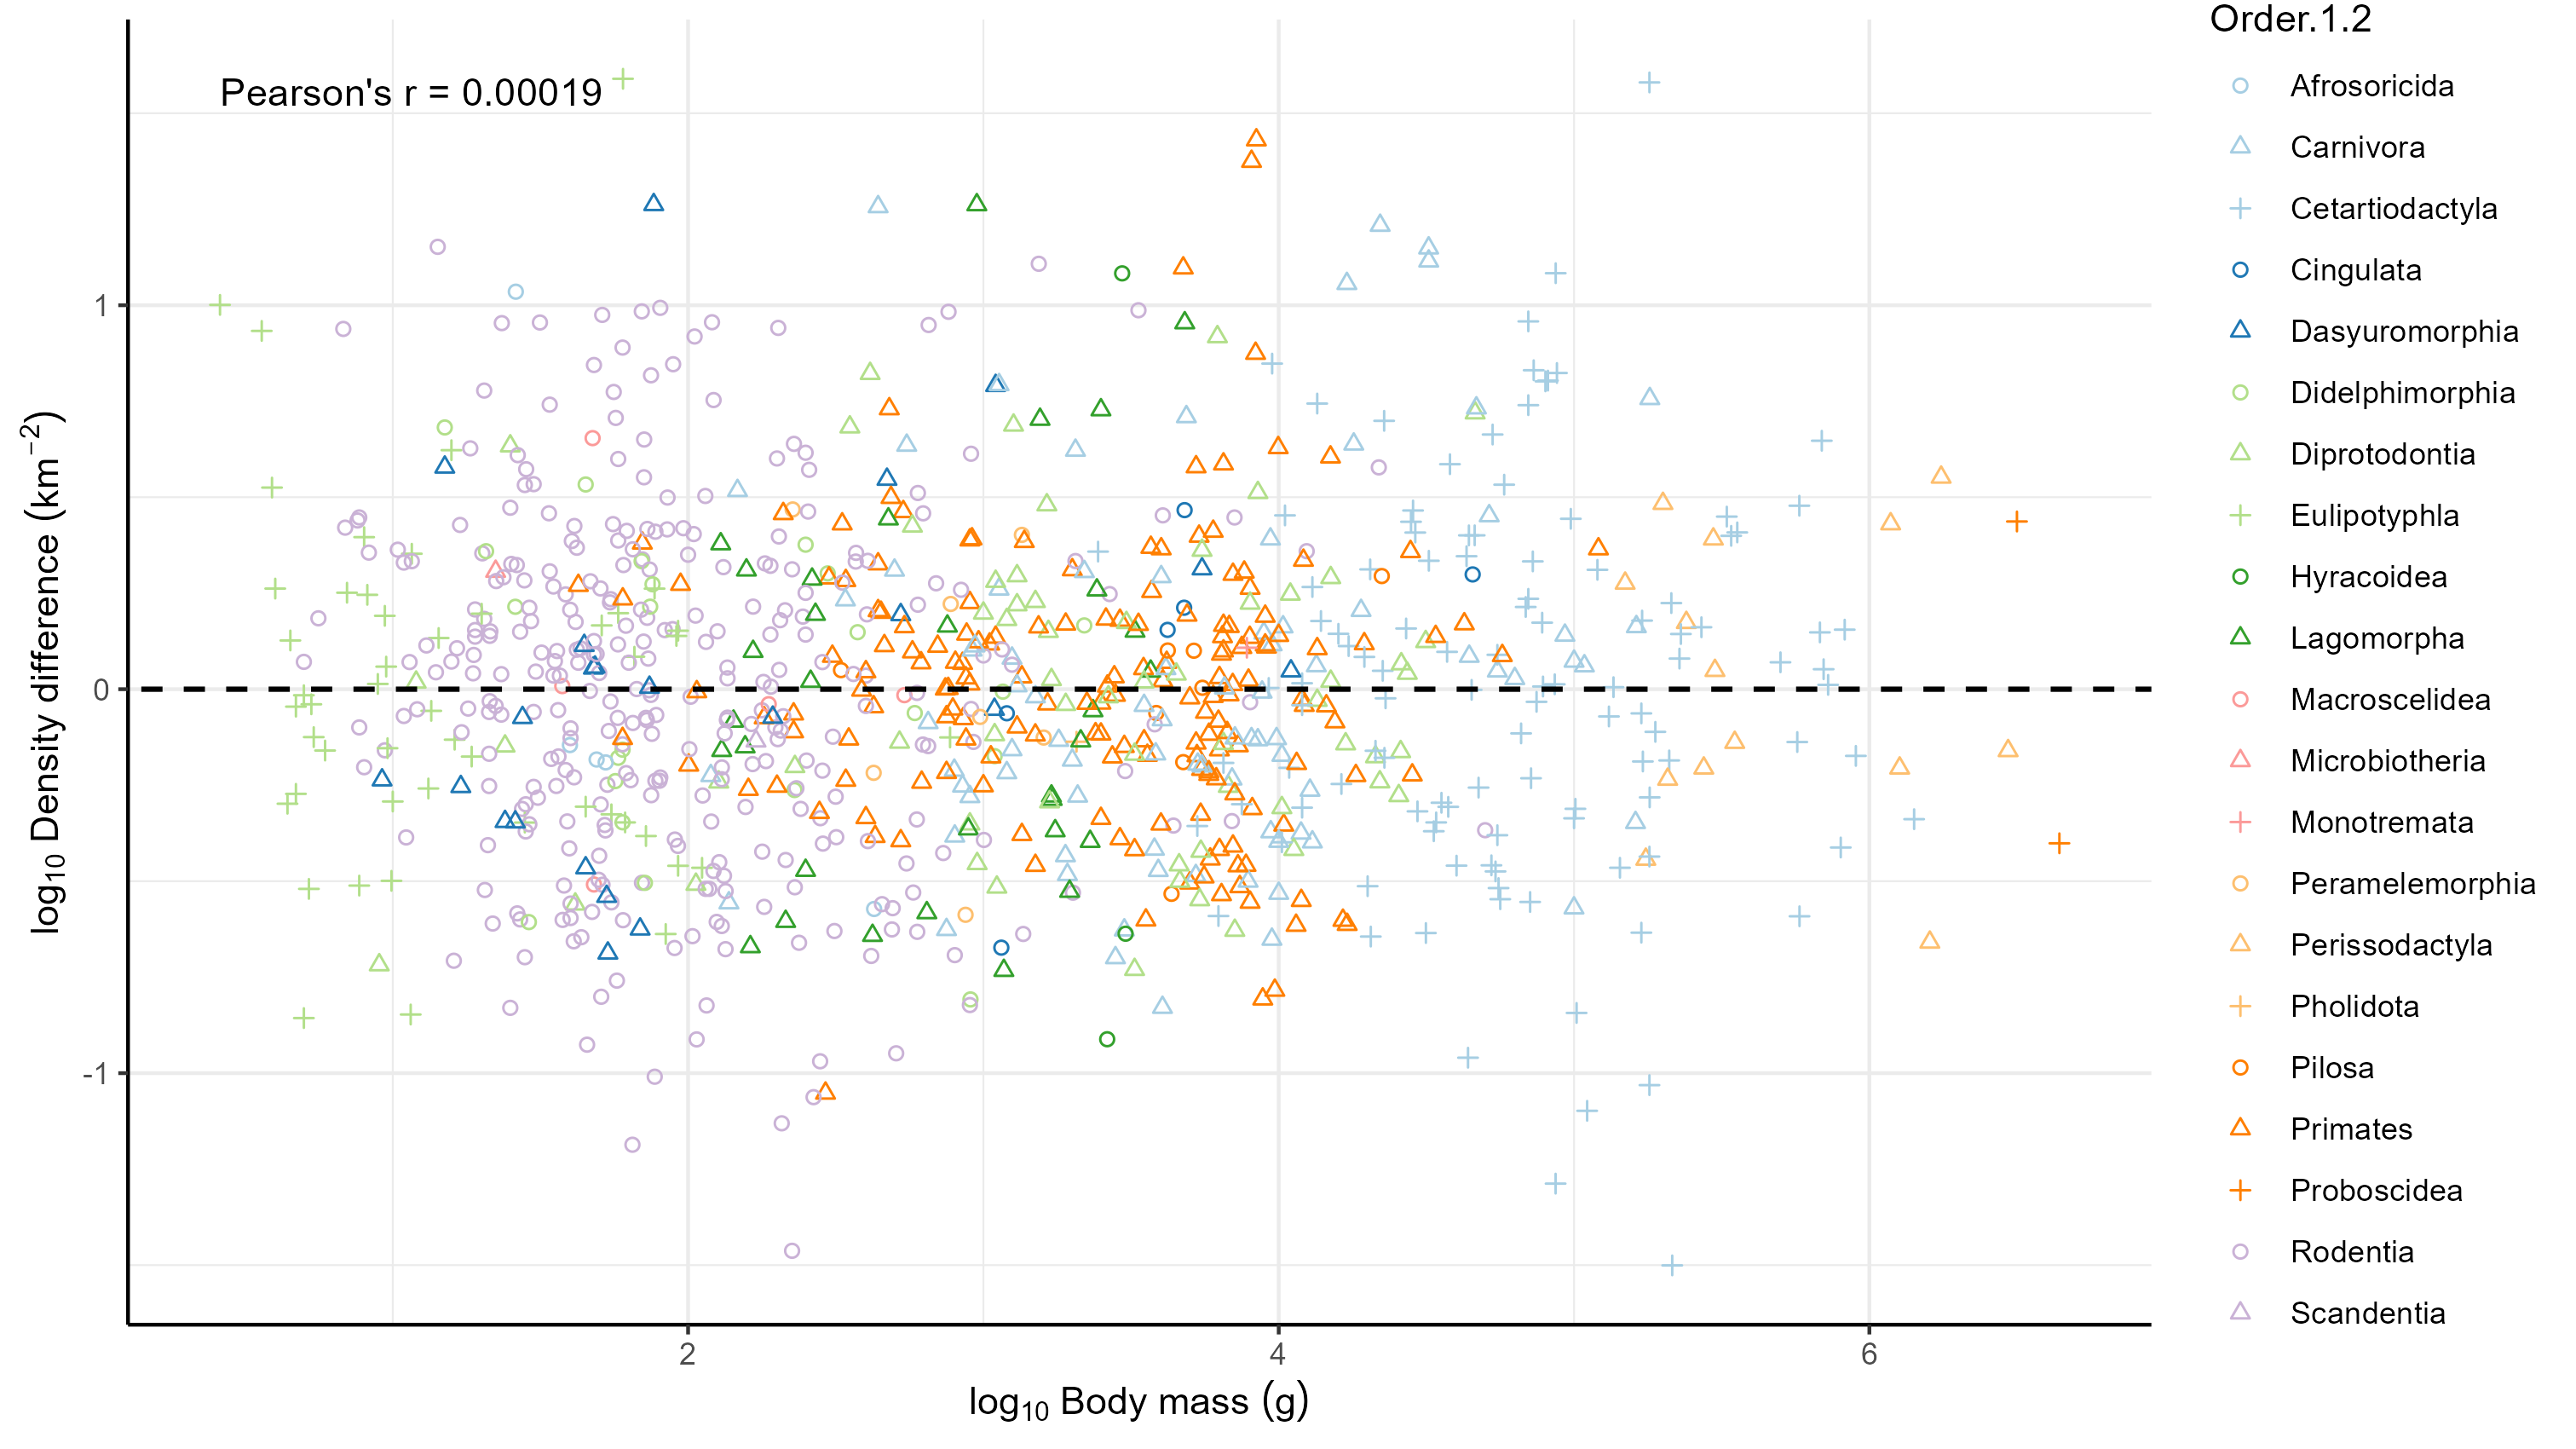 Pearson's r = 0.00019
log10 Density difference (km−2)
1
0
-1
2
4
6
log10 Body mass (g)
Order.1.2
Afrosoricida
Carnivora
Cetartiodactyla
Cingulata
Dasyuromorphia
Didelphimorphia
Diprotodontia
Eulipotyphla
Hyracoidea
Lagomorpha
Macroscelidea
Microbiotheria
Monotremata
Peramelemorphia
Perissodactyla
Pholidota
Pilosa
Primates
Proboscidea
Rodentia
Scandentia